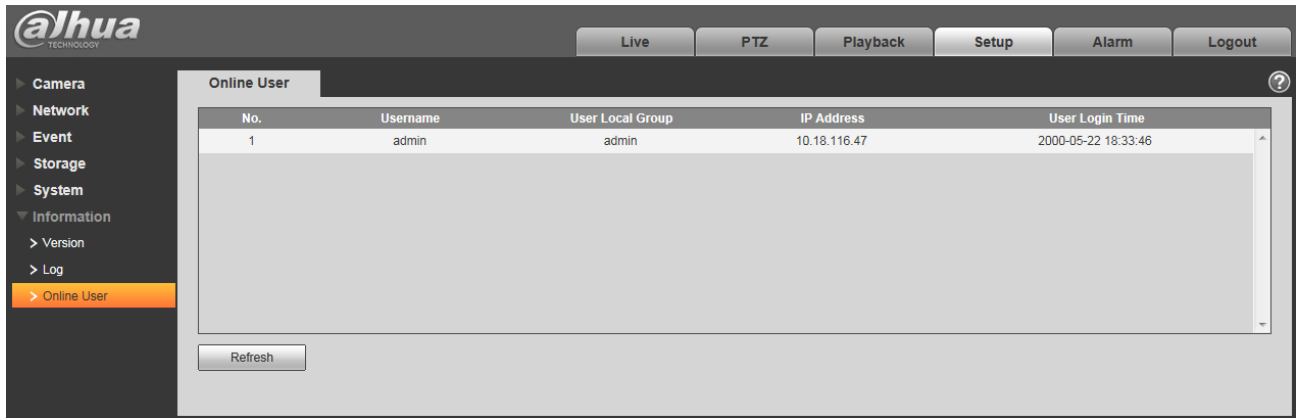 alhua
TECHNOLOGY
Live PTZ Playback Setup Alarm Logout
Camera
Network
Event
Storage
System
Information
> Version
> Log
> Online User
Online User
?
No. Username User Local Group IP Address User Login Time
1 admin admin 10.18.116.47 2000-05-22 18:33:46
Refresh